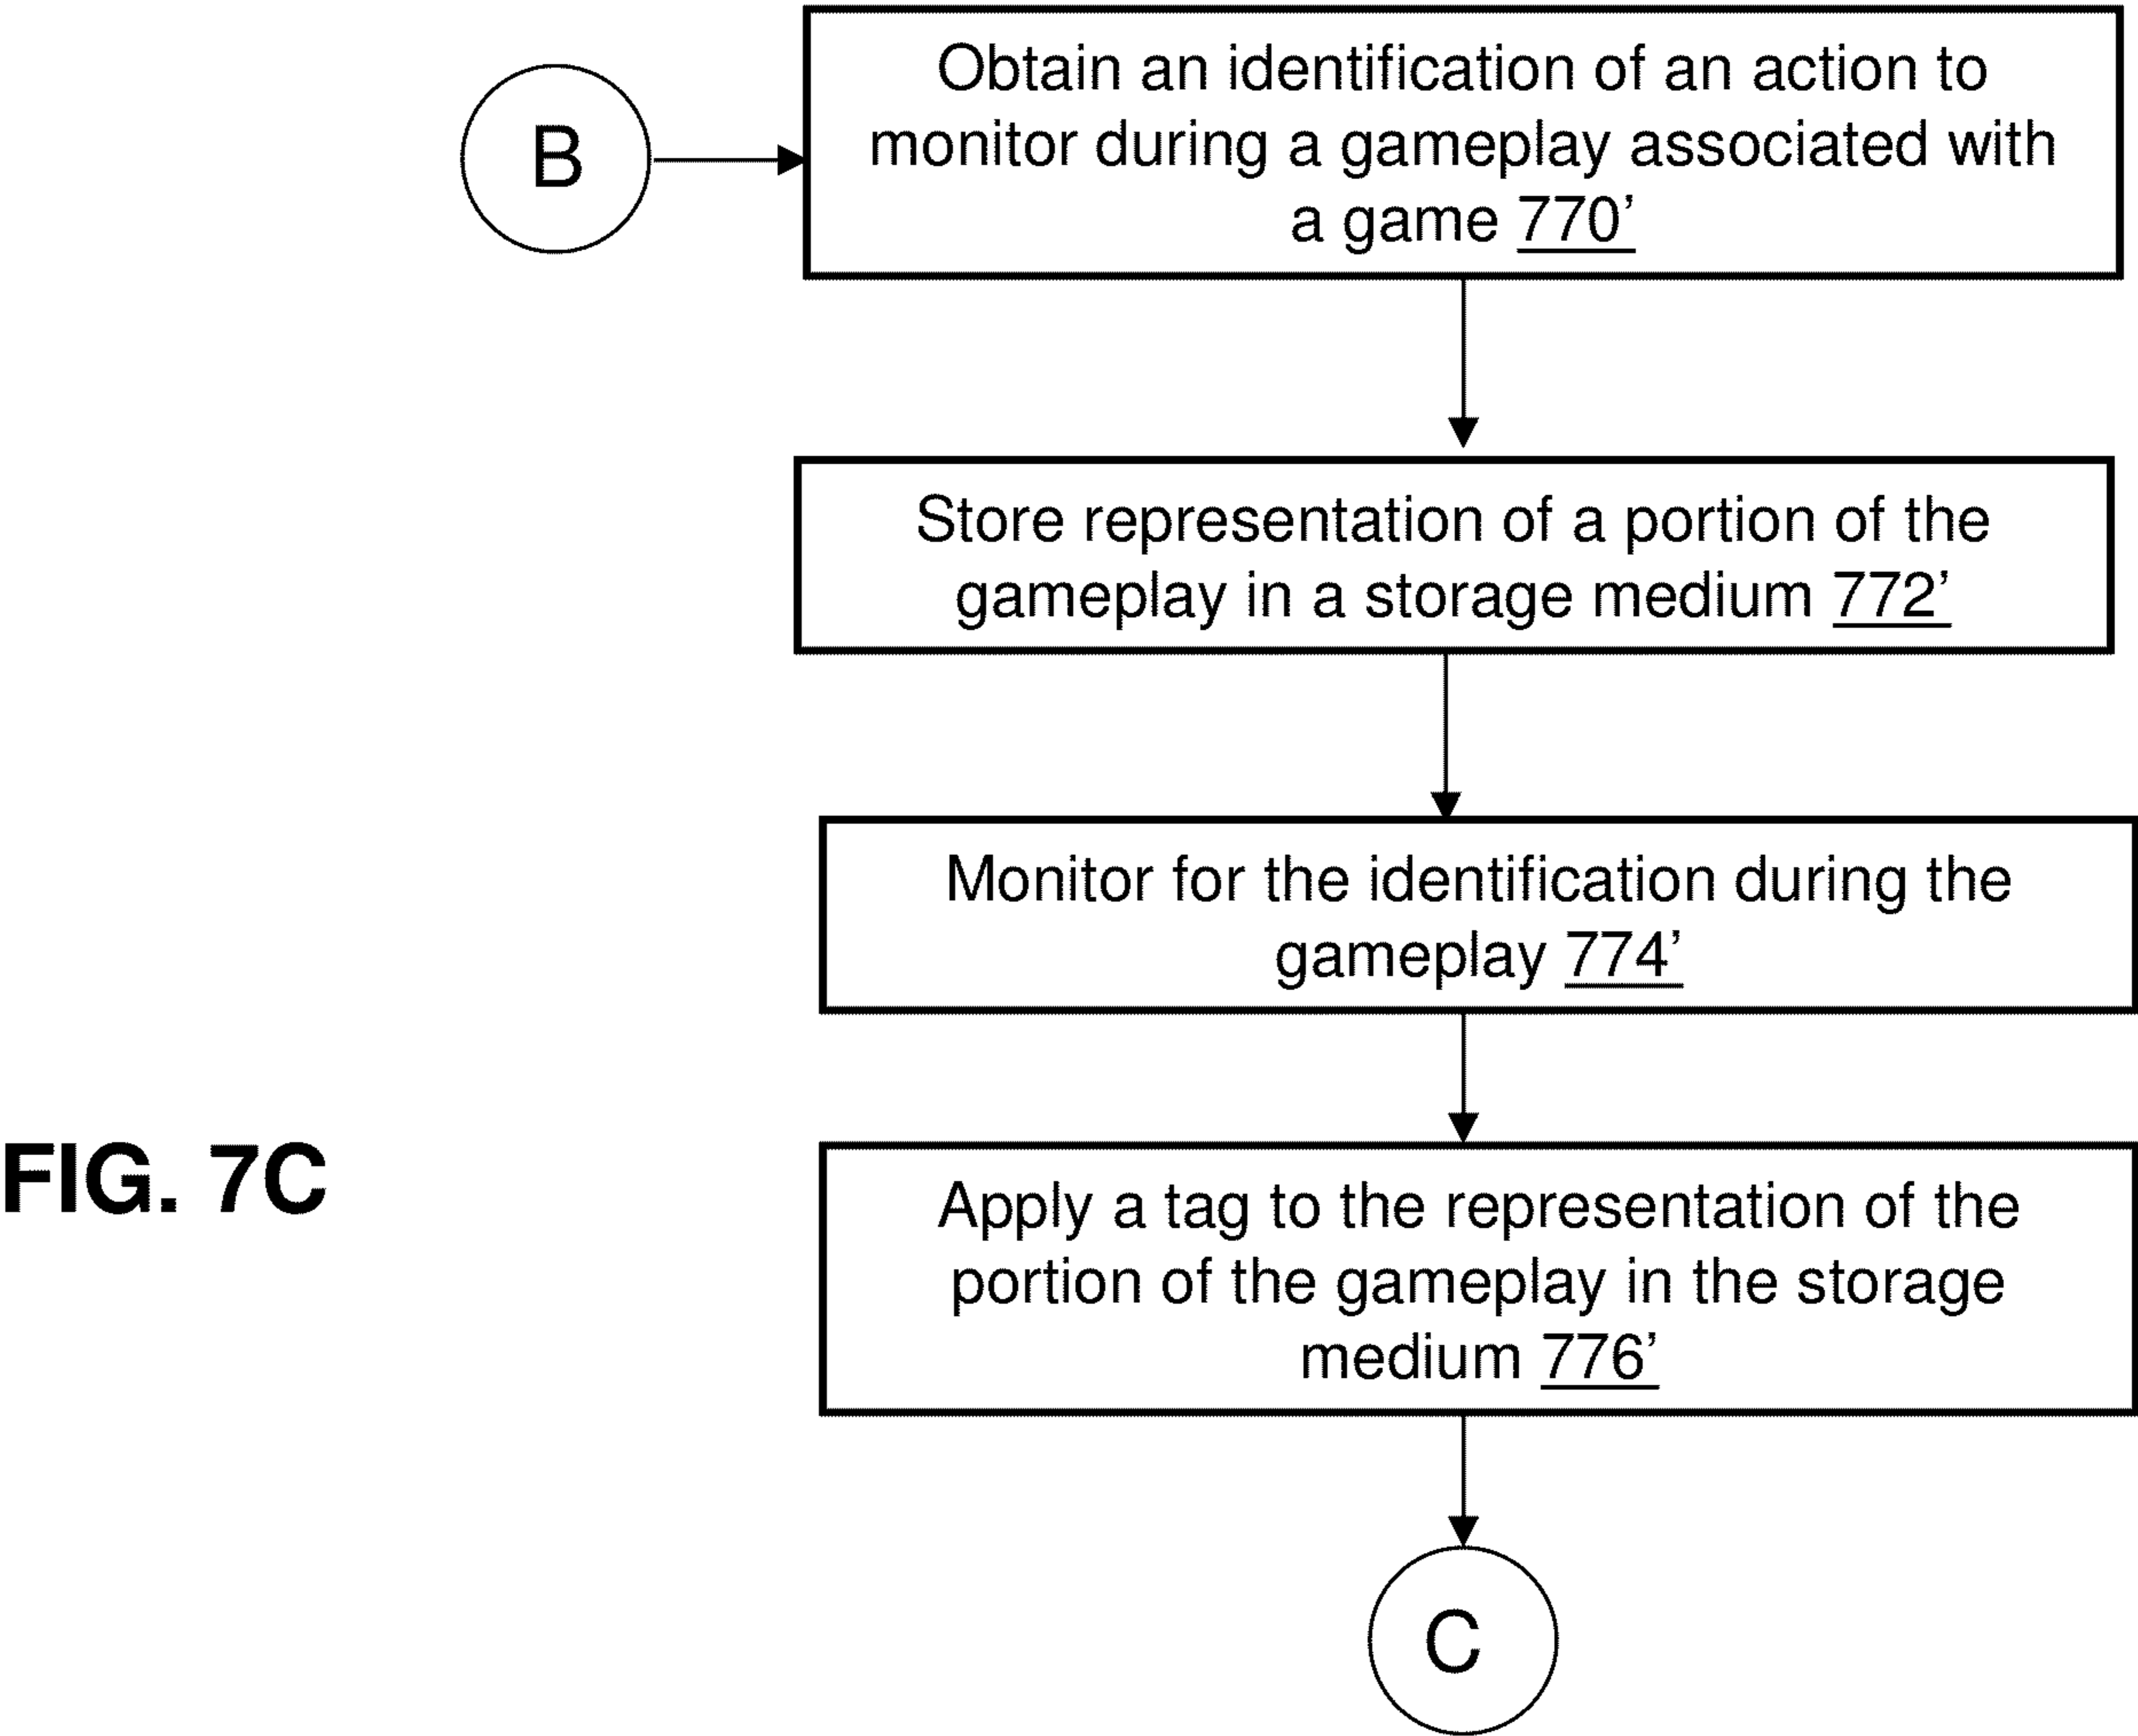 B
Obtain an identification of an action to
monitor during a gameplay associated with
a game 770’
Store representation of a portion of the
gameplay in a storage medium 772’
Monitor for the identification during the
gameplay 774’
FIG. 7C
Apply a tag to the representation of the
portion of the gameplay in the storage
medium 776’
C